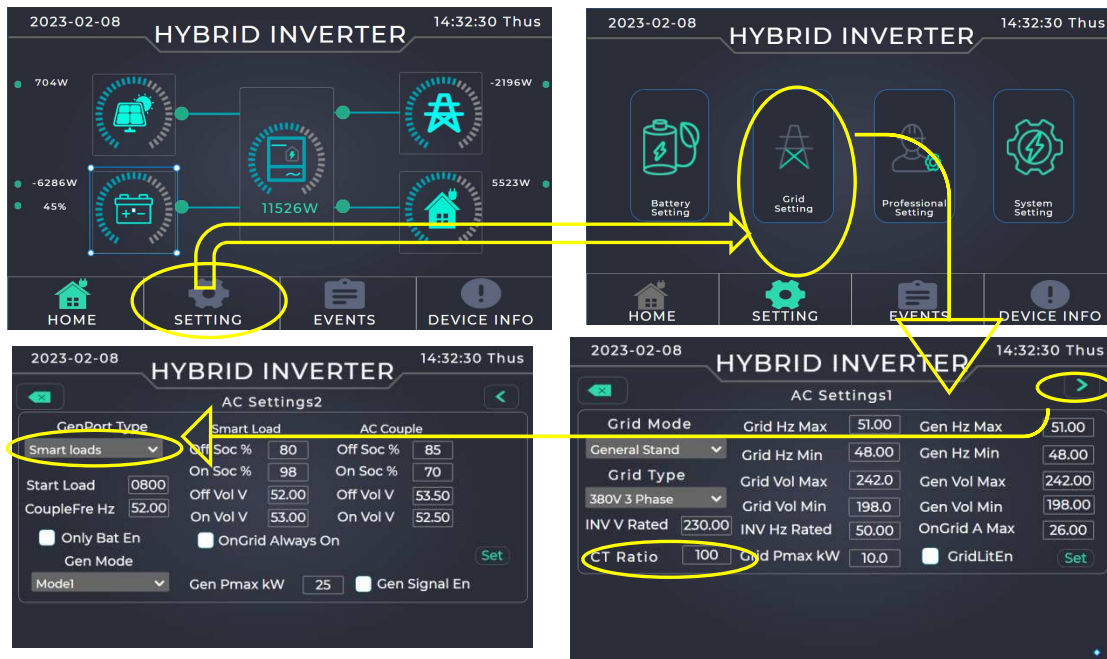 2023-02-08
HYBRID INVERTER
14:32:30 Thus
704W
-2196W
-6286W
45%
11526W
5523W
HOME
SETTING
EVENTS
DEVICE INFO
2023-02-08
HYBRID INVERTER
14:32:30 Thus
Battery Setting
Grid Setting
Professional Setting
System Setting
HOME
SETTING
EVENTS
DEVICE INFO
2023-02-08
HYBRID INVERTER
14:32:30 Thus
AC Settings2
<
GenPort Type
Smart Load
AC Couple
Smart loads
Off Soc % 80
Off Soc % 85
On Soc % 98
On Soc % 70
Start Load 0800
Off Vol V 52.00
Off Vol V 53.50
CoupleFre Hz 52.00
On Vol V 53.00
On Vol V 52.50
Only Bat En
OnGrid Always On
Gen Mode
Set
Mode1
Gen Pmax kW 25
Gen Signal En
2023-02-08
HYBRID INVERTER
14:32:30 Thus
AC Settings1
>
Grid Mode
Grid Hz Max 51.00
Gen Hz Max 51.00
General Stand
Grid Hz Min 48.00
Gen Hz Min 48.00
Grid Type
Grid Vol Max 242.0
Gen Vol Max 242.00
380V 3 Phase
Grid Vol Min 198.0
Gen Vol Min 198.00
INV V Rated 230.00
INV Hz Rated 50.00
OnGrid A Max 26.00
CT Ratio 100
Grid Pmax kW 10.0
GridLitEn
Set